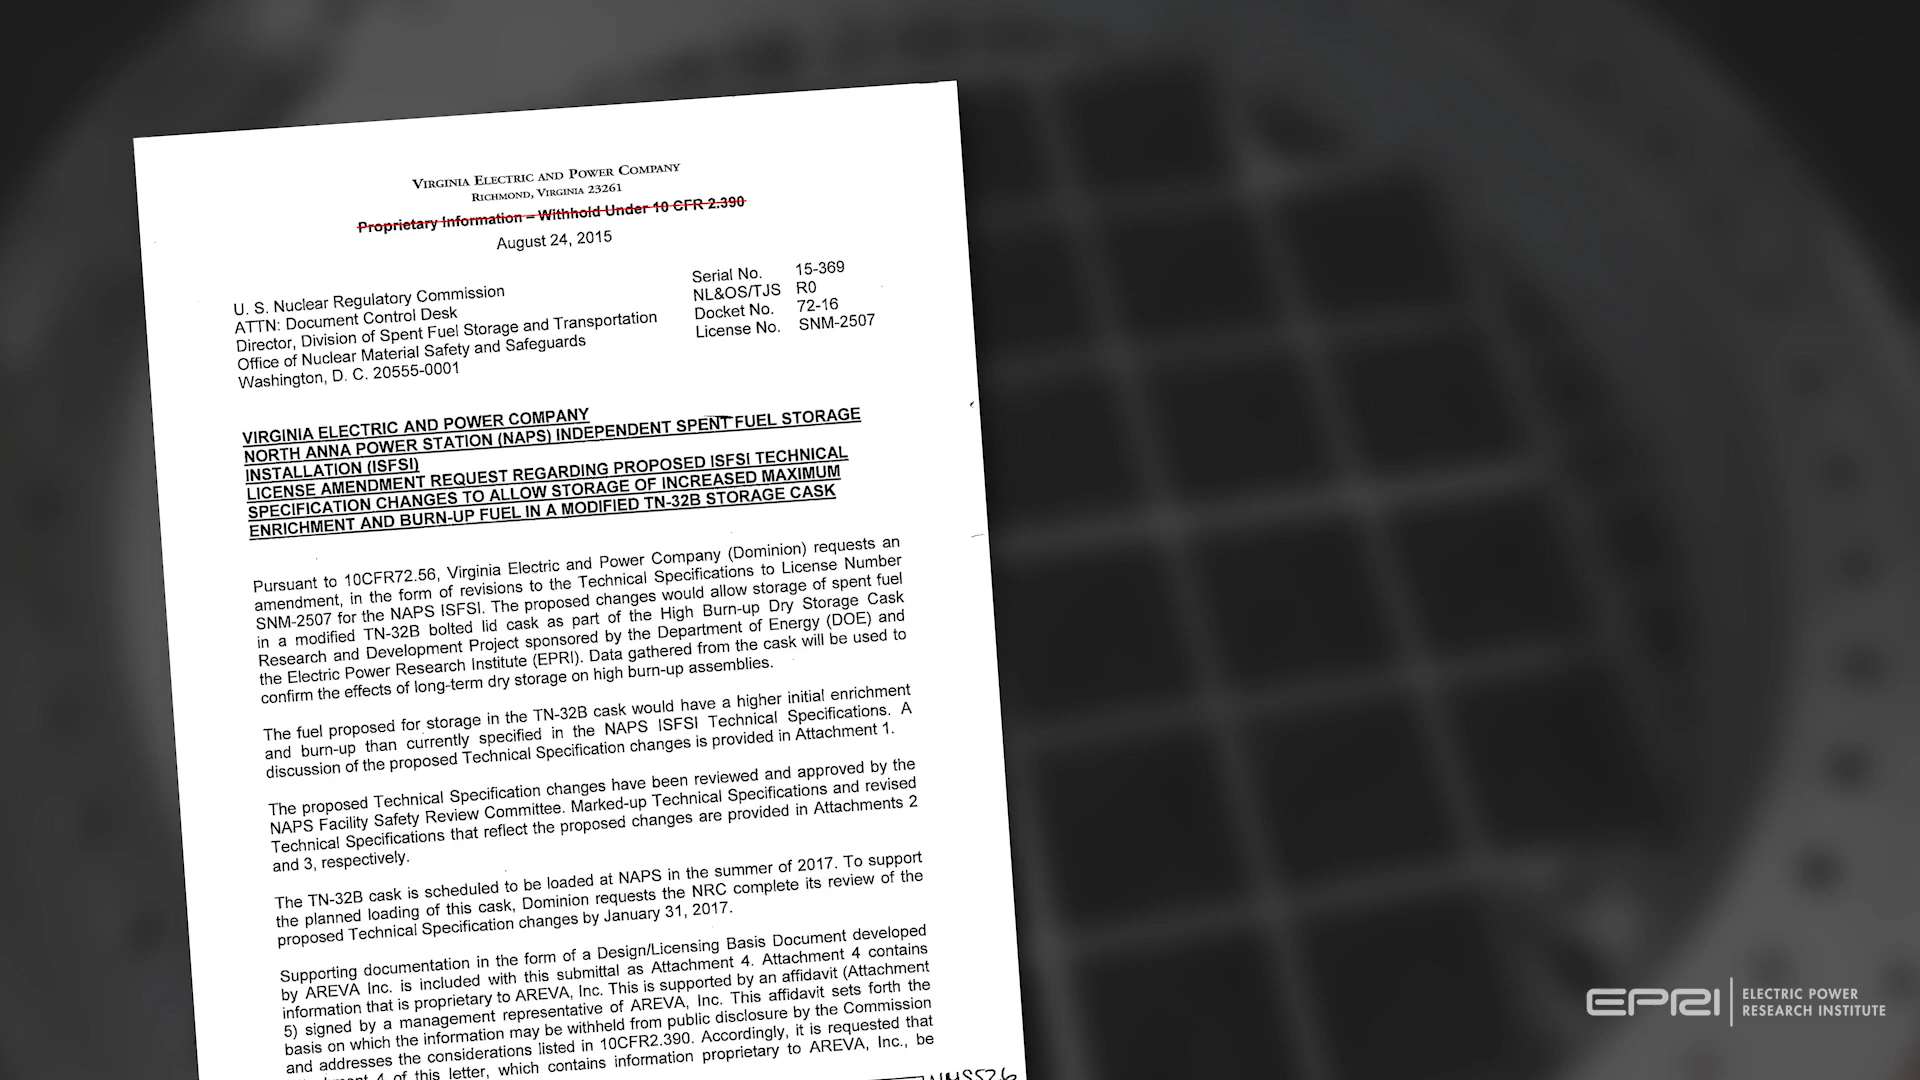 VIRGINIA ELECTRIC AND POWER COMPANY
RICHMOND, VIRGINIA 23261
Proprietary Information – Withhold Under 10 CFR 2.390
August 24, 2015
U. S. Nuclear Regulatory Commission
ATTN: Document Control Desk
Director, Division of Spent Fuel Storage and Transportation
Office of Nuclear Material Safety and Safeguards
Washington, D. C. 20555-0001
Serial No. 15-369
NL&OS/TJS R0
Docket No. 72-16
License No. SNM-2507
VIRGINIA ELECTRIC AND POWER COMPANY
NORTH ANNA POWER STATION (NAPS) INDEPENDENT SPENT FUEL STORAGE
INSTALLATION (ISFSI)
LICENSE AMENDMENT REQUEST REGARDING PROPOSED ISFSI TECHNICAL
SPECIFICATION CHANGES TO ALLOW STORAGE OF INCREASED MAXIMUM
ENRICHMENT AND BURN-UP FUEL IN A MODIFIED TN-32B STORAGE CASK
Pursuant to 10CFR72.56, Virginia Electric and Power Company (Dominion) requests an
amendment, in the form of revisions to the Technical Specifications to License Number
SNM-2507 for the NAPS ISFSI. The proposed changes would allow storage of spent fuel
in a modified TN-32B bolted lid cask as part of the High Burn-up Dry Storage Cask
Research and Development Project sponsored by the Department of Energy (DOE) and
the Electric Power Research Institute (EPRI). Data gathered from the cask will be used to
confirm the effects of long-term dry storage on high burn-up assemblies.
The fuel proposed for storage in the TN-32B cask would have a higher initial enrichment
and burn-up than currently specified in the NAPS ISFSI Technical Specifications. A
discussion of the proposed Technical Specification changes is provided in Attachment 1.
The proposed Technical Specification changes have been reviewed and approved by the
NAPS Facility Safety Review Committee. Marked-up Technical Specifications and revised
Technical Specifications that reflect the proposed changes are provided in Attachments 2
and 3, respectively.
The TN-32B cask is scheduled to be loaded at NAPS in the summer of 2017. To support
the planned loading of this cask, Dominion requests the NRC complete its review of the
proposed Technical Specification changes by January 31, 2017.
Supporting documentation in the form of a Design/Licensing Basis Document developed
by AREVA Inc. is included with this submittal as Attachment 4. Attachment 4 contains
information that is proprietary to AREVA, Inc. This is supported by an affidavit (Attachment
5) signed by a management representative of AREVA, Inc. This affidavit sets forth the
basis on which the information may be withheld from public disclosure by the Commission
and addresses the considerations listed in 10CFR2.390. Accordingly, it is requested that
4 of this letter, which contains information proprietary to AREVA, Inc., be
EPRI
ELECTRIC POWER
RESEARCH INSTITUTE